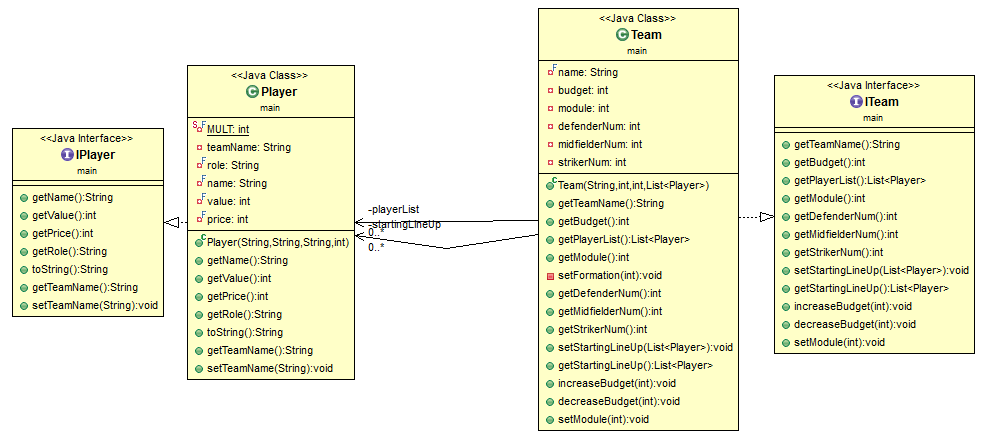 <<Java Interface>>
IPlayer
main
getName():String
getValue():int
getPrice():int
getRole():String
toString():String
getTeamName():String
setTeamName(String):void
<<Java Class>>
Player
main
MULT: int
teamName: String
role: String
name: String
value: int
price: int
Player(String,String,String,int)
getName():String
getValue():int
getPrice():int
getRole():String
toString():String
getTeamName():String
setTeamName(String):void
-playerList
-startingLineUp
0..*
0..*
<<Java Class>>
Team
main
name: String
budget: int
module: int
defenderNum: int
midfielderNum: int
strikerNum: int
Team(String,int,int,List<Player>)
getTeamName():String
getBudget():int
getPlayerList():List<Player>
getModule():int
setFormation(int):void
getDefenderNum():int
getMidfielderNum():int
getStrikerNum():int
setStartingLineUp(List<Player>):void
getStartingLineUp():List<Player>
increaseBudget(int):void
decreaseBudget(int):void
setModule(int):void
<<Java Interface>>
ITeam
main
getTeamName():String
getBudget():int
getPlayerList():List<Player>
getModule():int
getDefenderNum():int
getMidfielderNum():int
getStrikerNum():int
setStartingLineUp(List<Player>):void
getStartingLineUp():List<Player>
increaseBudget(int):void
decreaseBudget(int):void
setModule(int):void